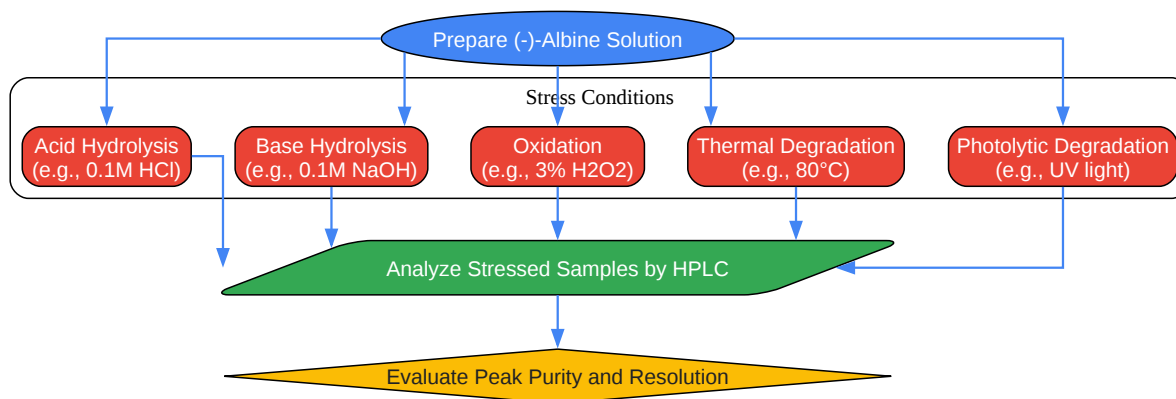 Prepare (-)-Albine Solution
Stress Conditions
Acid Hydrolysis
(e.g., 0.1M HCl)
Base Hydrolysis
(e.g., 0.1M NaOH)
Oxidation
(e.g., 3% H2O2)
Thermal Degradation
(e.g., 80°C)
Photolytic Degradation
(e.g., UV light)
Analyze Stressed Samples by HPLC
Evaluate Peak Purity and Resolution